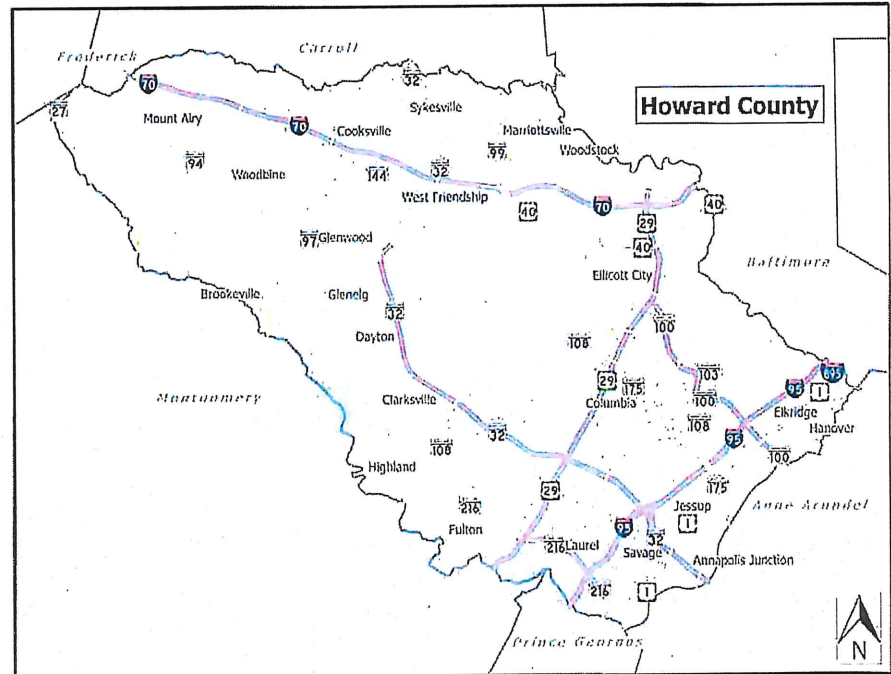 Frederick
Carroll
Howard County
70
32
27
Sykesville
Mount Airy
70
Cooksville
Marriottsville
Woodstock
94
Woodbine
144
32
99
West Friendship
40
70
40
29
97
Glenwood
40
Baltimore
Ellicott City
Brookeville
Glenelg
32
Dayton
108
100
Montgomery
29
175
103
95
695
Columbia
100
1
Clarksville
108
Elkridge
Hanover
108
32
95
100
Highland
29
175
216
Jessup
Anne Arundel
Fulton
95
1
216
Laurel
32
Savage
Annapolis Junction
216
1
Prince Georges
N